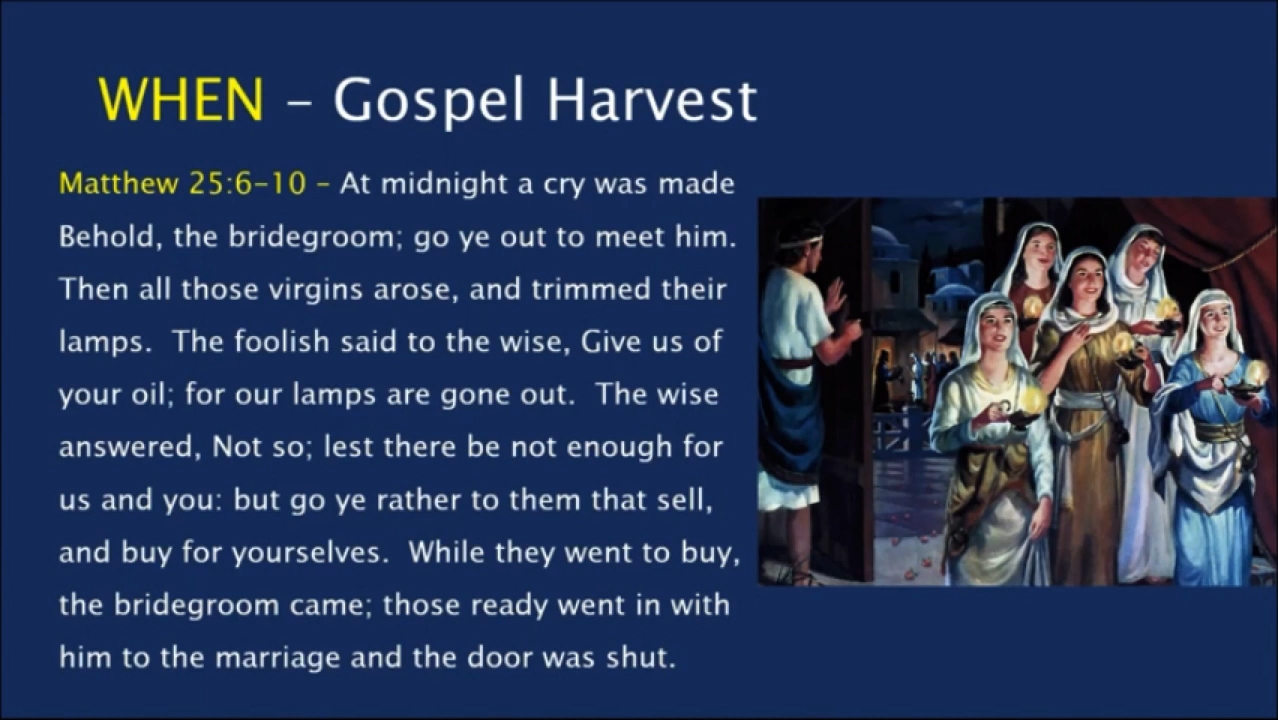 WHEN – Gospel Harvest
Matthew 25:6–10 – At midnight a cry was made
Behold, the bridegroom; go ye out to meet him.
Then all those virgins arose, and trimmed their
lamps.  The foolish said to the wise, Give us of
your oil; for our lamps are gone out.  The wise
answered, Not so; lest there be not enough for
us and you: but go ye rather to them that sell,
and buy for yourselves.  While they went to buy,
the bridegroom came; those ready went in with
him to the marriage and the door was shut.